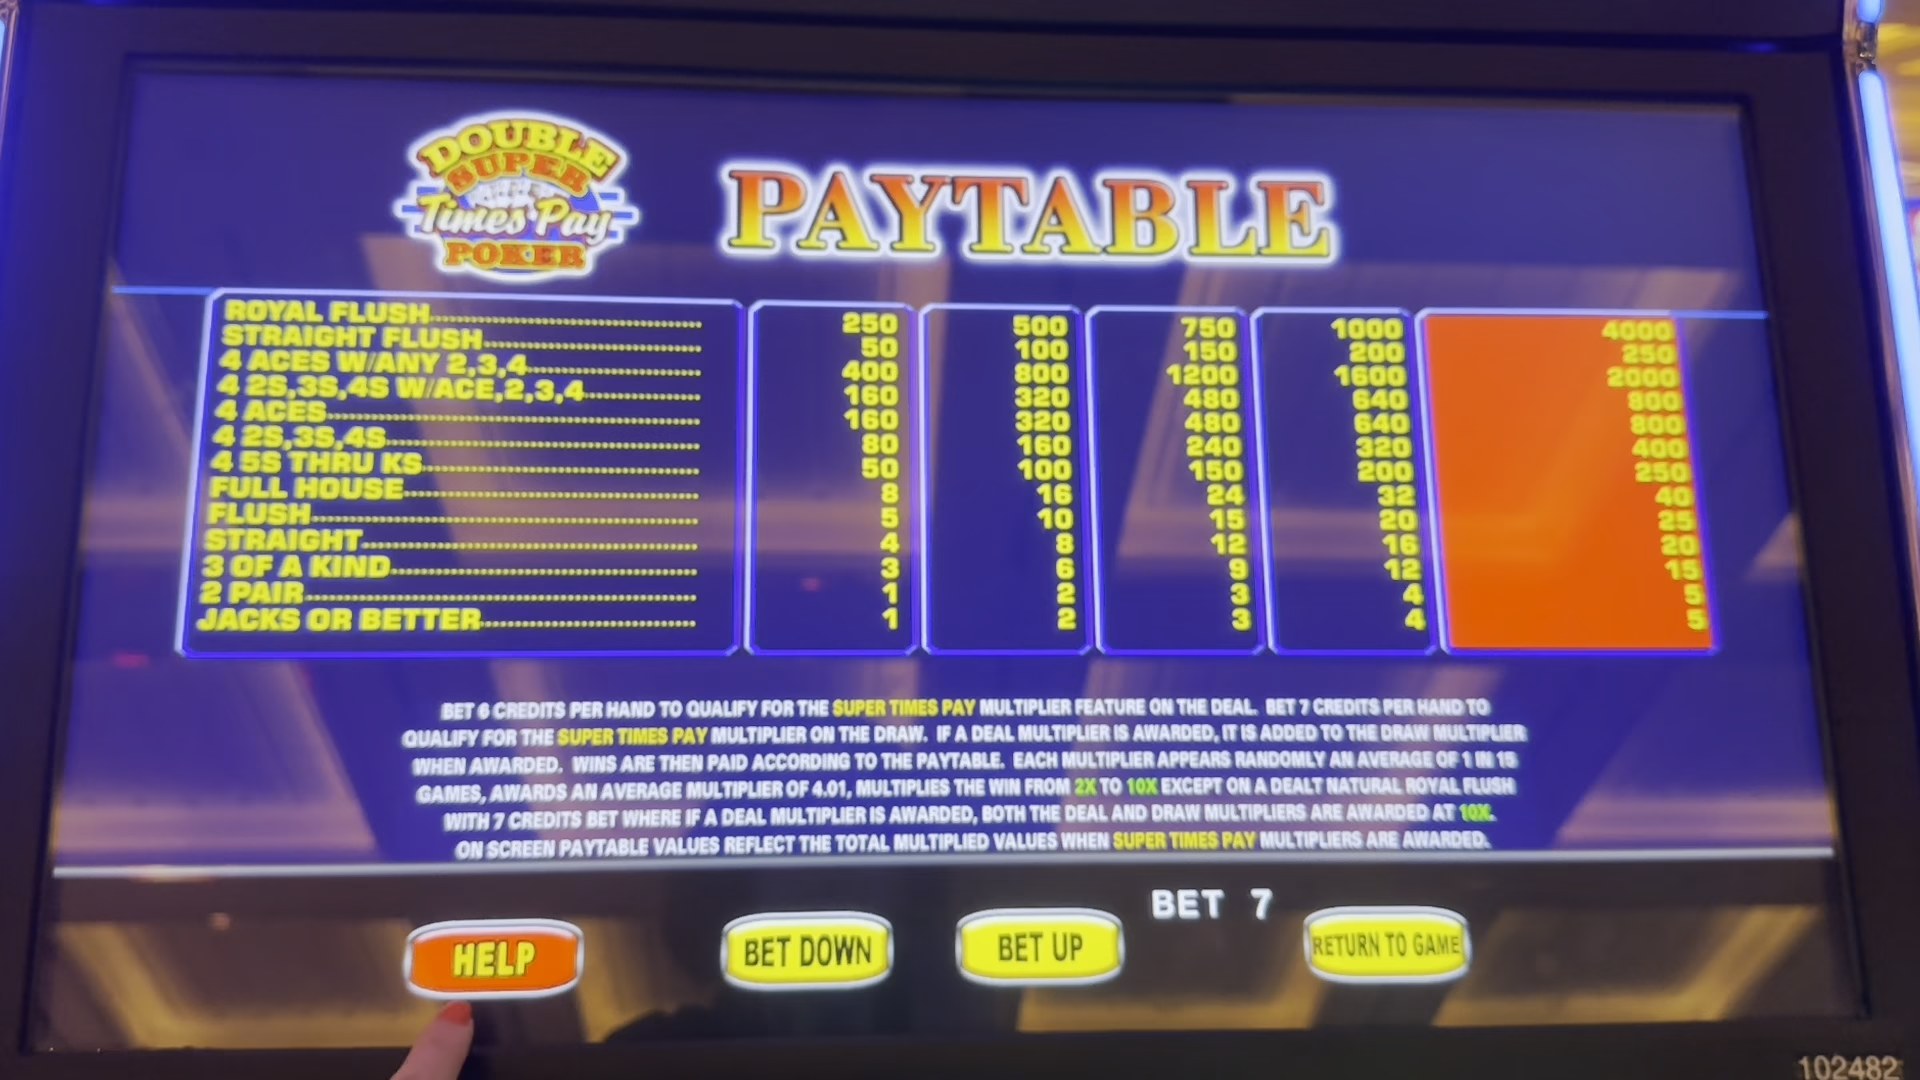 DOUBLE
SUPER
Times Pay
POKER
PAYTABLE
ROYAL FLUSH 250 500 750 1000 4000
STRAIGHT FLUSH 50 100 150 200 250
4 ACES W/ANY 2,3,4 400 800 1200 1600 2000
4 2S,3S,4S W/ACE,2,3,4 160 320 480 640 800
4 ACES 160 320 480 640 800
4 2S,3S,4S 80 160 240 320 400
4 5S THRU KS 50 100 150 200 250
FULL HOUSE 8 16 24 32 40
FLUSH 5 10 15 20 25
STRAIGHT 4 8 12 16 20
3 OF A KIND 3 6 9 12 15
2 PAIR 1 2 3 4 5
JACKS OR BETTER 1 2 3 4 5
BET 6 CREDITS PER HAND TO QUALIFY FOR THE SUPER TIMES PAY MULTIPLIER FEATURE ON THE DEAL. BET 7 CREDITS PER HAND TO
QUALIFY FOR THE SUPER TIMES PAY MULTIPLIER ON THE DRAW. IF A DEAL MULTIPLIER IS AWARDED, IT IS ADDED TO THE DRAW MULTIPLIER
WHEN AWARDED. WINS ARE THEN PAID ACCORDING TO THE PAYTABLE. EACH MULTIPLIER APPEARS RANDOMLY AN AVERAGE OF 1 IN 15
GAMES, AWARDS AN AVERAGE MULTIPLIER OF 4.01, MULTIPLIES THE WIN FROM 2X TO 10X EXCEPT ON A DEALT NATURAL ROYAL FLUSH
WITH 7 CREDITS BET WHERE IF A DEAL MULTIPLIER IS AWARDED, BOTH THE DEAL AND DRAW MULTIPLIERS ARE AWARDED AT 10X.
ON SCREEN PAYTABLE VALUES REFLECT THE TOTAL MULTIPLIED VALUES WHEN SUPER TIMES PAY MULTIPLIERS ARE AWARDED.
BET 7
HELP
BET DOWN
BET UP
RETURN TO GAME
102482